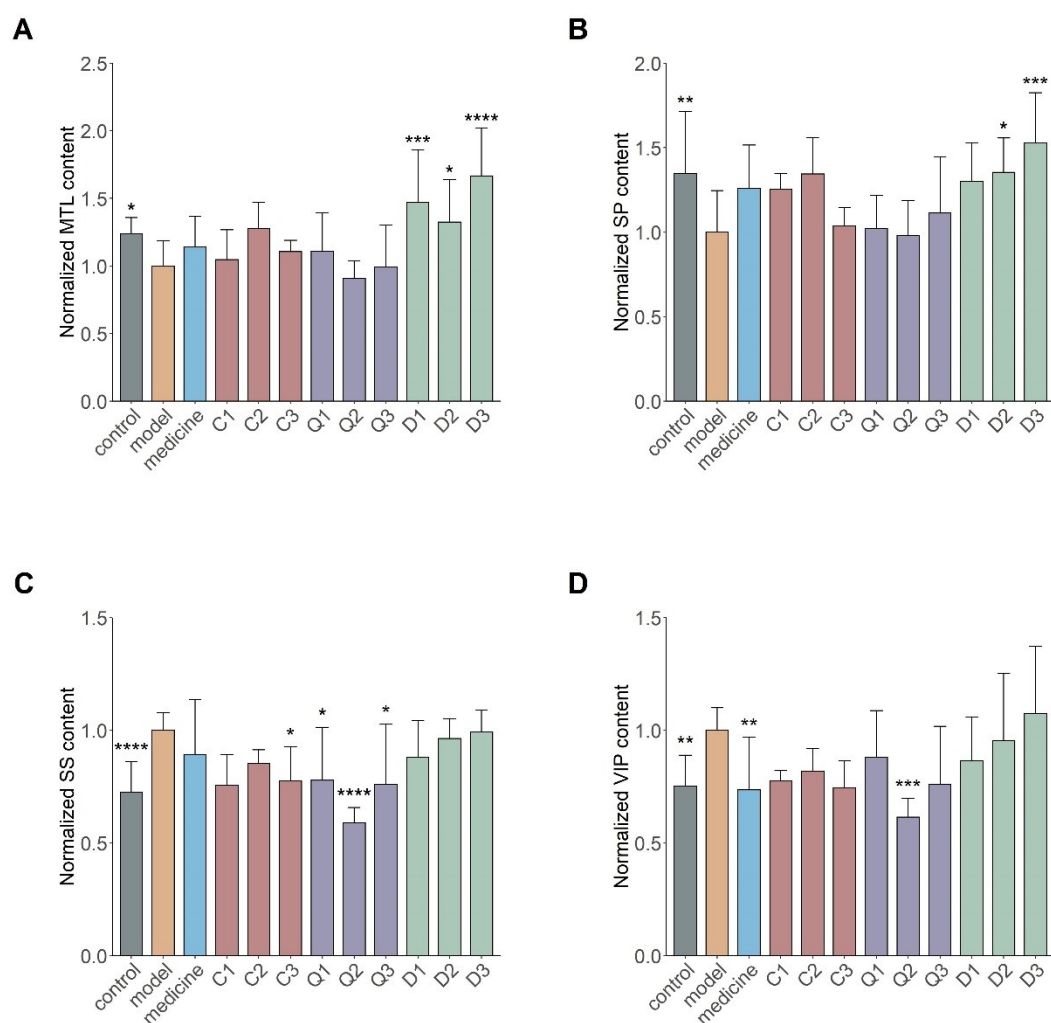 A
Normalized MTL content
2.5
2.0
1.5
1.0
0.5
0.0
*
***
*
****
control
model
medicine
C1
C2
C3
Q1
Q2
Q3
D1
D2
D3
B
Normalized SP content
2.0
1.5
1.0
0.5
0.0
**
*
***
control
model
medicine
C1
C2
C3
Q1
Q2
Q3
D1
D2
D3
C
Normalized SS content
1.5
1.0
0.5
0.0
****
*
*
****
*
control
model
medicine
C1
C2
C3
Q1
Q2
Q3
D1
D2
D3
D
Normalized VIP content
1.5
1.0
0.5
0.0
**
**
***
control
model
medicine
C1
C2
C3
Q1
Q2
Q3
D1
D2
D3